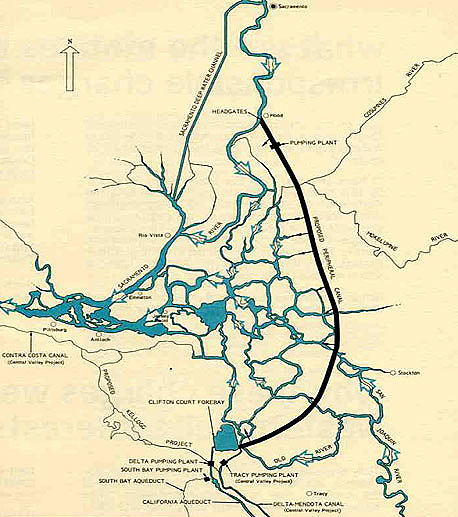 Sacramento
N
SACRAMENTO DEEP WATER CHANNEL
COSUMNES RIVER
HEADGATES
Hood
PUMPING PLANT
Rio Vista
SACRAMENTO RIVER
PROPOSED PERIPHERAL CANAL
MOKELUMNE RIVER
Emmaton
Pittsburg
Antioch
CONTRA COSTA CANAL
(Central Valley Project)
Stockton
PROPOSED KELLOGG PROJECT
CLIFTON COURT FOREBAY
SAN JOAQUIN RIVER
OLD RIVER
DELTA PUMPING PLANT
SOUTH BAY PUMPING PLANT
SOUTH BAY AQUEDUCT
CALIFORNIA AQUEDUCT
TRACY PUMPING PLANT
(Central Valley Project)
Tracy
DELTA-MENDOTA CANAL
(Central Valley Project)